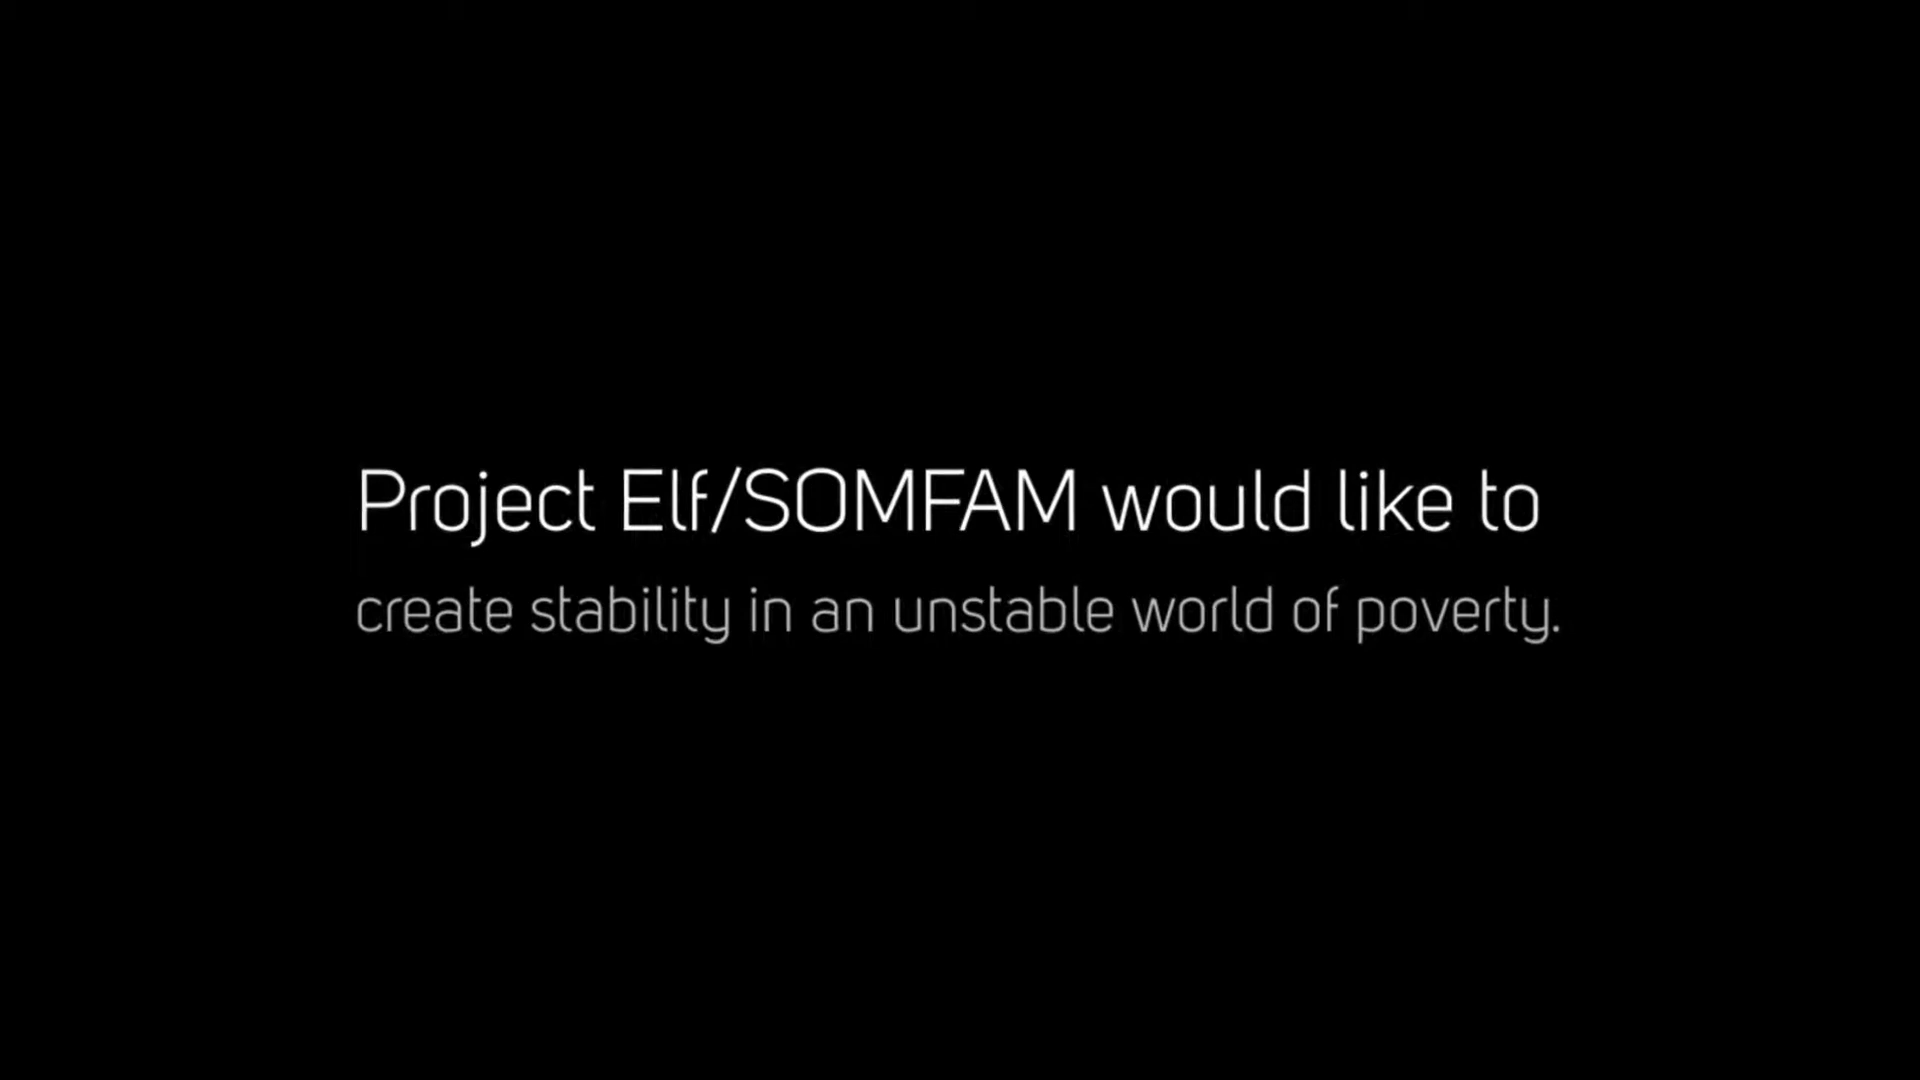 Project Elf/SOMFAM would like to
create stability in an unstable world of poverty.